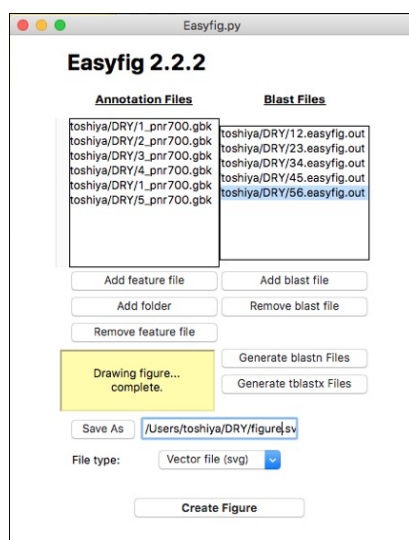 Easyfig.py
Easyfig 2.2.2
Annotation Files
Blast Files
toshiya/DRY/1_pnr700.gbk
toshiya/DRY/2_pnr700.gbk
toshiya/DRY/3_pnr700.gbk
toshiya/DRY/4_pnr700.gbk
toshiya/DRY/1_pnr700.gbk
toshiya/DRY/5_pnr700.gbk
toshiya/DRY/12.easyfig.out
toshiya/DRY/23.easyfig.out
toshiya/DRY/34.easyfig.out
toshiya/DRY/45.easyfig.out
toshiya/DRY/56.easyfig.out
Add feature file
Add blast file
Add folder
Remove blast file
Remove feature file
Generate blastn Files
Drawing figure...
complete.
Generate tblastx Files
Save As
/Users/toshiya/DRY/figure.sv
File type:
Vector file (svg)
Create Figure